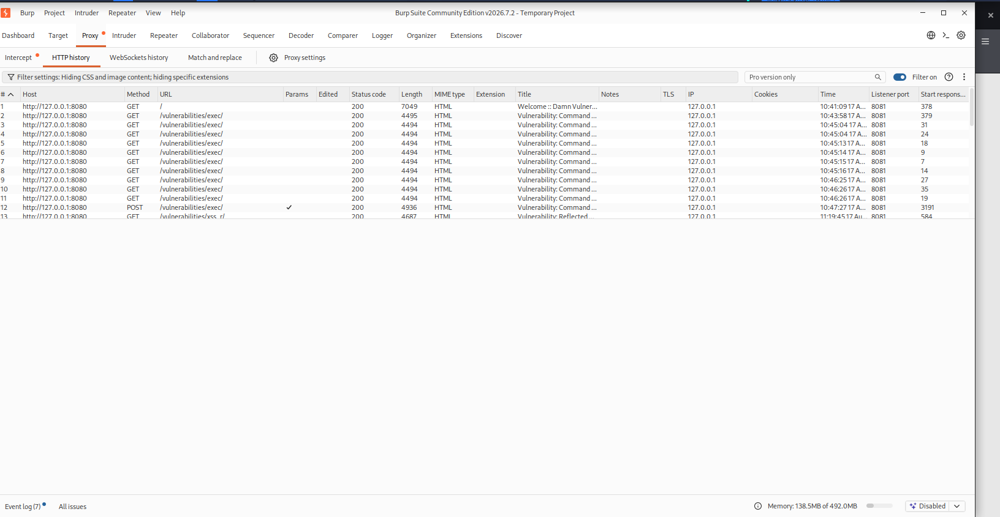 Burp Project Intruder Repeater View Help Burp Suite Community Edition v2026.7.2 - Temporary Project
Dashboard Target Proxy Intruder Repeater Collaborator Sequencer Decoder Comparer Logger Organizer Extensions Discover
Intercept HTTP history WebSockets history Match and replace Proxy settings
Filter settings: Hiding CSS and image content; hiding specific extensions Pro version only Filter on
# Host Method URL Params Edited Status code Length MIME type Extension Title Notes TLS IP Cookies Time Listener port Start respons...
1 http://127.0.0.1:8080 GET / 200 7049 HTML Welcome :: Damn Vulner... 127.0.0.1 10:41:09 17 A... 8081 378
2 http://127.0.0.1:8080 GET /vulnerabilities/exec/ 200 4495 HTML Vulnerability: Command ... 127.0.0.1 10:43:58 17 A... 8081 379
3 http://127.0.0.1:8080 GET /vulnerabilities/exec/ 200 4494 HTML Vulnerability: Command ... 127.0.0.1 10:45:04 17 A... 8081 31
4 http://127.0.0.1:8080 GET /vulnerabilities/exec/ 200 4494 HTML Vulnerability: Command ... 127.0.0.1 10:45:04 17 A... 8081 24
5 http://127.0.0.1:8080 GET /vulnerabilities/exec/ 200 4494 HTML Vulnerability: Command ... 127.0.0.1 10:45:13 17 A... 8081 18
6 http://127.0.0.1:8080 GET /vulnerabilities/exec/ 200 4494 HTML Vulnerability: Command ... 127.0.0.1 10:45:14 17 A... 8081 9
7 http://127.0.0.1:8080 GET /vulnerabilities/exec/ 200 4494 HTML Vulnerability: Command ... 127.0.0.1 10:45:15 17 A... 8081 7
8 http://127.0.0.1:8080 GET /vulnerabilities/exec/ 200 4494 HTML Vulnerability: Command ... 127.0.0.1 10:45:16 17 A... 8081 14
9 http://127.0.0.1:8080 GET /vulnerabilities/exec/ 200 4494 HTML Vulnerability: Command ... 127.0.0.1 10:46:25 17 A... 8081 27
10 http://127.0.0.1:8080 GET /vulnerabilities/exec/ 200 4494 HTML Vulnerability: Command ... 127.0.0.1 10:46:26 17 A... 8081 35
11 http://127.0.0.1:8080 GET /vulnerabilities/exec/ 200 4494 HTML Vulnerability: Command ... 127.0.0.1 10:46:26 17 A... 8081 19
12 http://127.0.0.1:8080 POST /vulnerabilities/exec/ ✓ 200 4936 HTML Vulnerability: Command ... 127.0.0.1 10:47:27 17 A... 8081 3191
13 http://127.0.0.1:8080 GET /vulnerabilities/xss_r/ 200 4687 HTML Vulnerability: Reflected ... 127.0.0.1 11:19:45 17 Au... 8081 584
Event log (7) All issues Memory: 138.5MB of 492.0MB Disabled